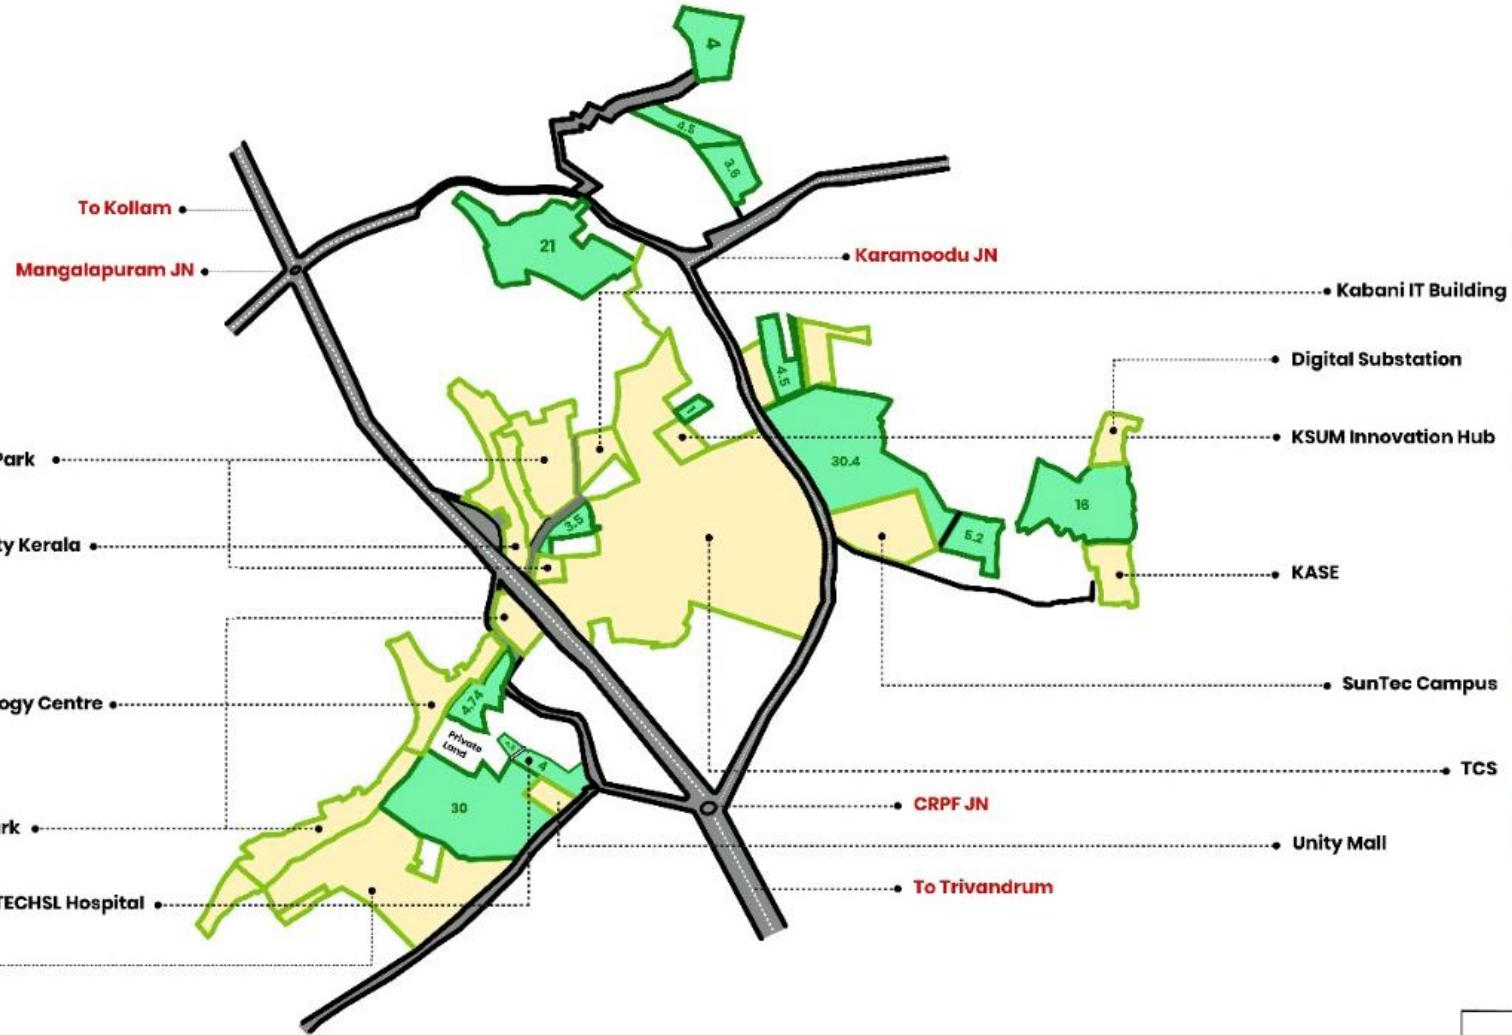 4
4.5
3.6
To Kollam
21
Karamoodu JN
Mangalapuram JN
Kabani IT Building
Digital Substation
4.5
1
Park
KSUM Innovation Hub
30.4
16
3.5
5.2
ty Kerala
KASE
SunTec Campus
ogy Centre
4.74
Private
Land
4
TCS
30
CRPF JN
rk
Unity Mall
To Trivandrum
TECHSL Hospital